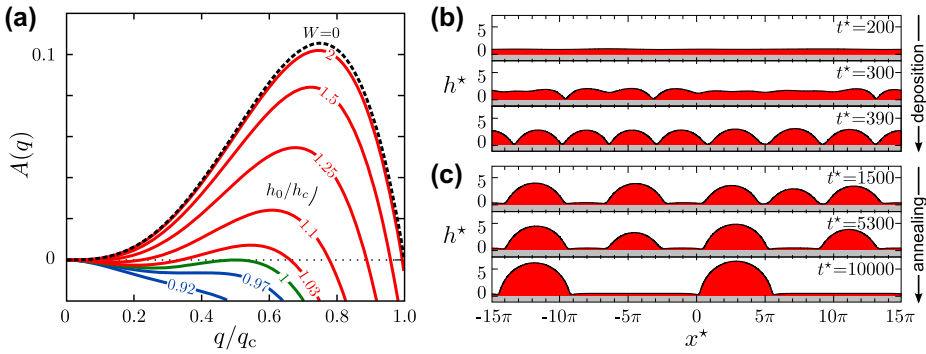 (a)
A(q)
0.1
0
W=0
2
1.5
1.25
h₀/h_c
1.1
1.03
1
0.97
0.92
0 0.2 0.4 0.6 0.8 1.0
q/q_c
(b)
h⋆
5
0
t⋆=200
5
0
t⋆=300
5
0
t⋆=390
deposition
(c)
h⋆
5
0
t⋆=1500
5
0
t⋆=5300
5
0
t⋆=10000
annealing
-15π -10π -5π 0 5π 10π 15π
x⋆